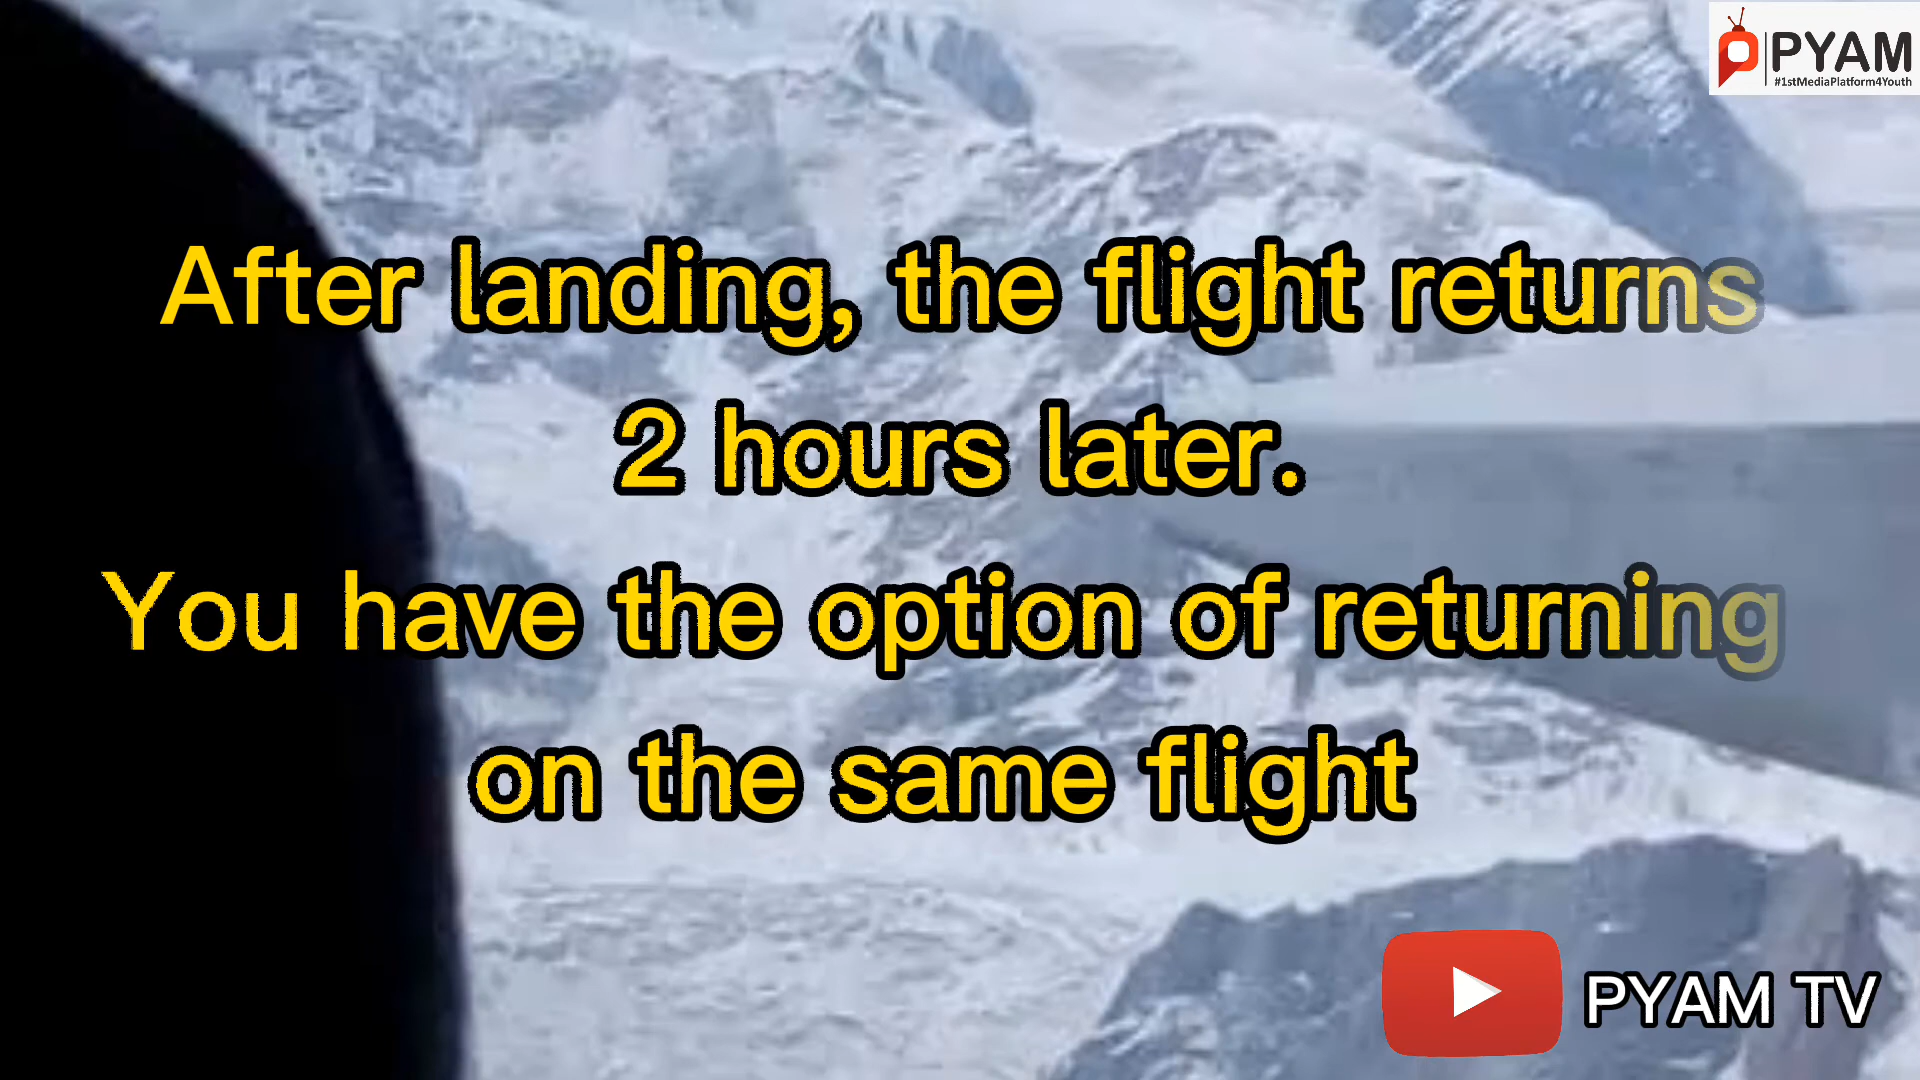 PYAM
#1stMediaPlatform4Youth
After landing, the flight returns
2 hours later.
You have the option of returning
on the same flight
PYAM TV